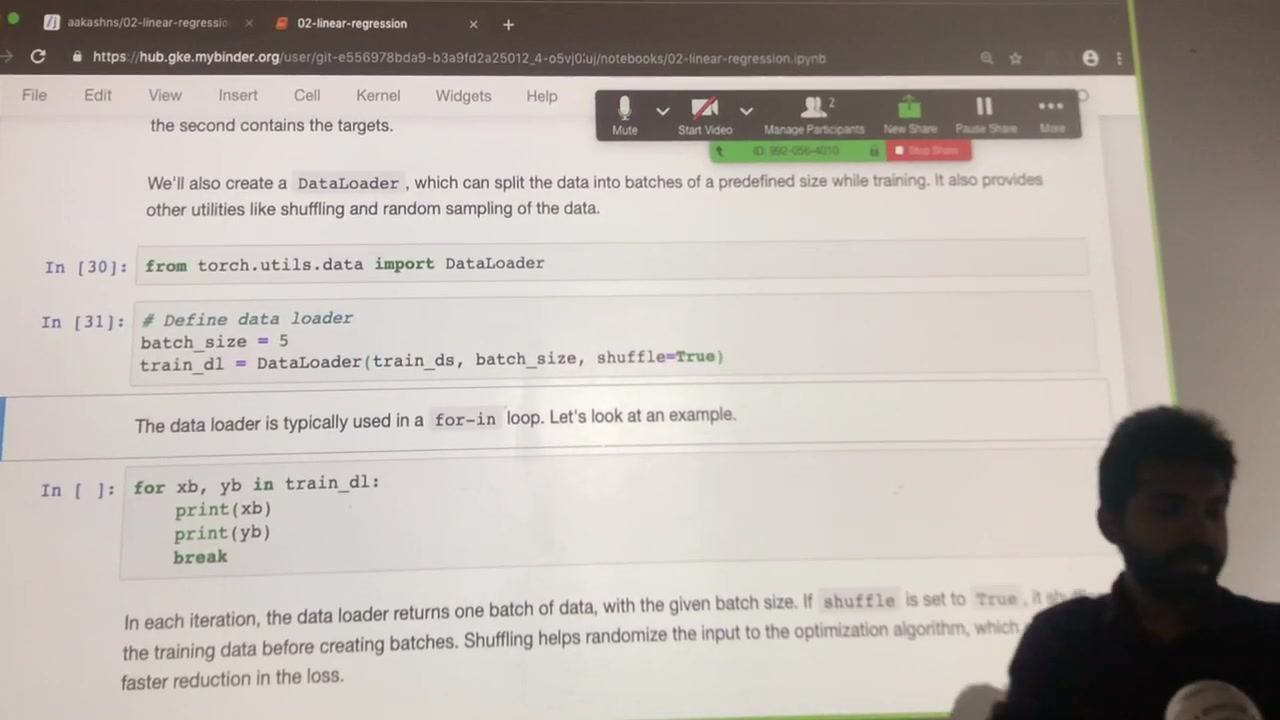 aakashns/02-linear-regressio
02-linear-regression
https://hub.gke.mybinder.org/user/git-e556978bda9-b3a9fd2a25012_4-o5vj0/notebooks/02-linear-regression.ipynb
File Edit View Insert Cell Kernel Widgets Help
Mute Start Video 2 Manage Participants New Share Pause Share More
ID: 992-056-4010 Stop Share
the second contains the targets.
We'll also create a DataLoader , which can split the data into batches of a predefined size while training. It also provides
other utilities like shuffling and random sampling of the data.
In [30]: from torch.utils.data import DataLoader
In [31]: # Define data loader
batch_size = 5
train_dl = DataLoader(train_ds, batch_size, shuffle=True)
The data loader is typically used in a for-in loop. Let's look at an example.
In [ ]: for xb, yb in train_dl:
print(xb)
print(yb)
break
In each iteration, the data loader returns one batch of data, with the given batch size. If shuffle is set to True , it
the training data before creating batches. Shuffling helps randomize the input to the optimization algorithm, which
faster reduction in the loss.